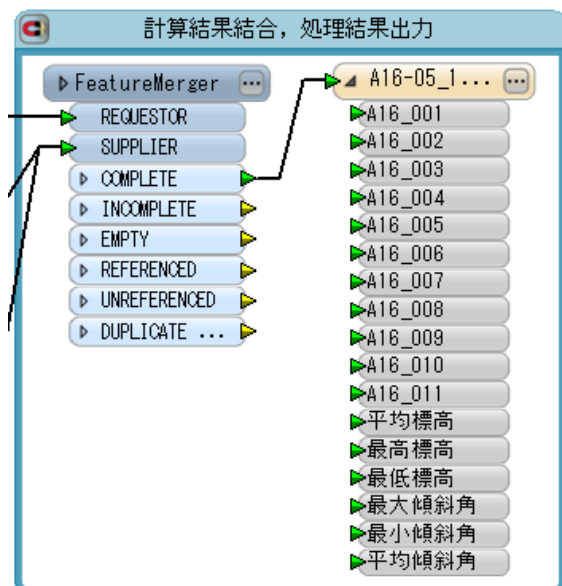 計算結果結合，処理結果出力
FeatureMerger
REQUESTOR
SUPPLIER
COMPLETE
INCOMPLETE
EMPTY
REFERENCED
UNREFERENCED
DUPLICATE ...
A16-05_1...
A16_001
A16_002
A16_003
A16_004
A16_005
A16_006
A16_007
A16_008
A16_009
A16_010
A16_011
平均標高
最高標高
最低標高
最大傾斜角
最小傾斜角
平均傾斜角